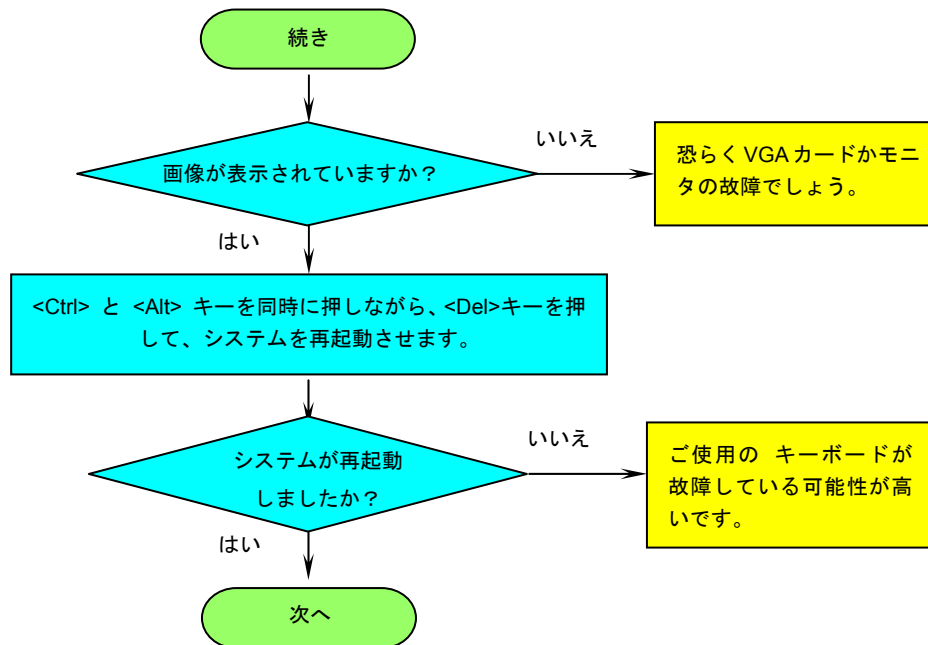 続き
画像が表示されていますか？
いいえ
恐らく VGA カードかモニ
タの故障でしょう。
はい
<Ctrl> と <Alt> キーを同時に押しながら、<Del>キーを押
して、システムを再起動させます。
システムが再起動
しましたか？
いいえ
ご使用の キーボードが
故障している可能性が高
いです。
はい
次へ